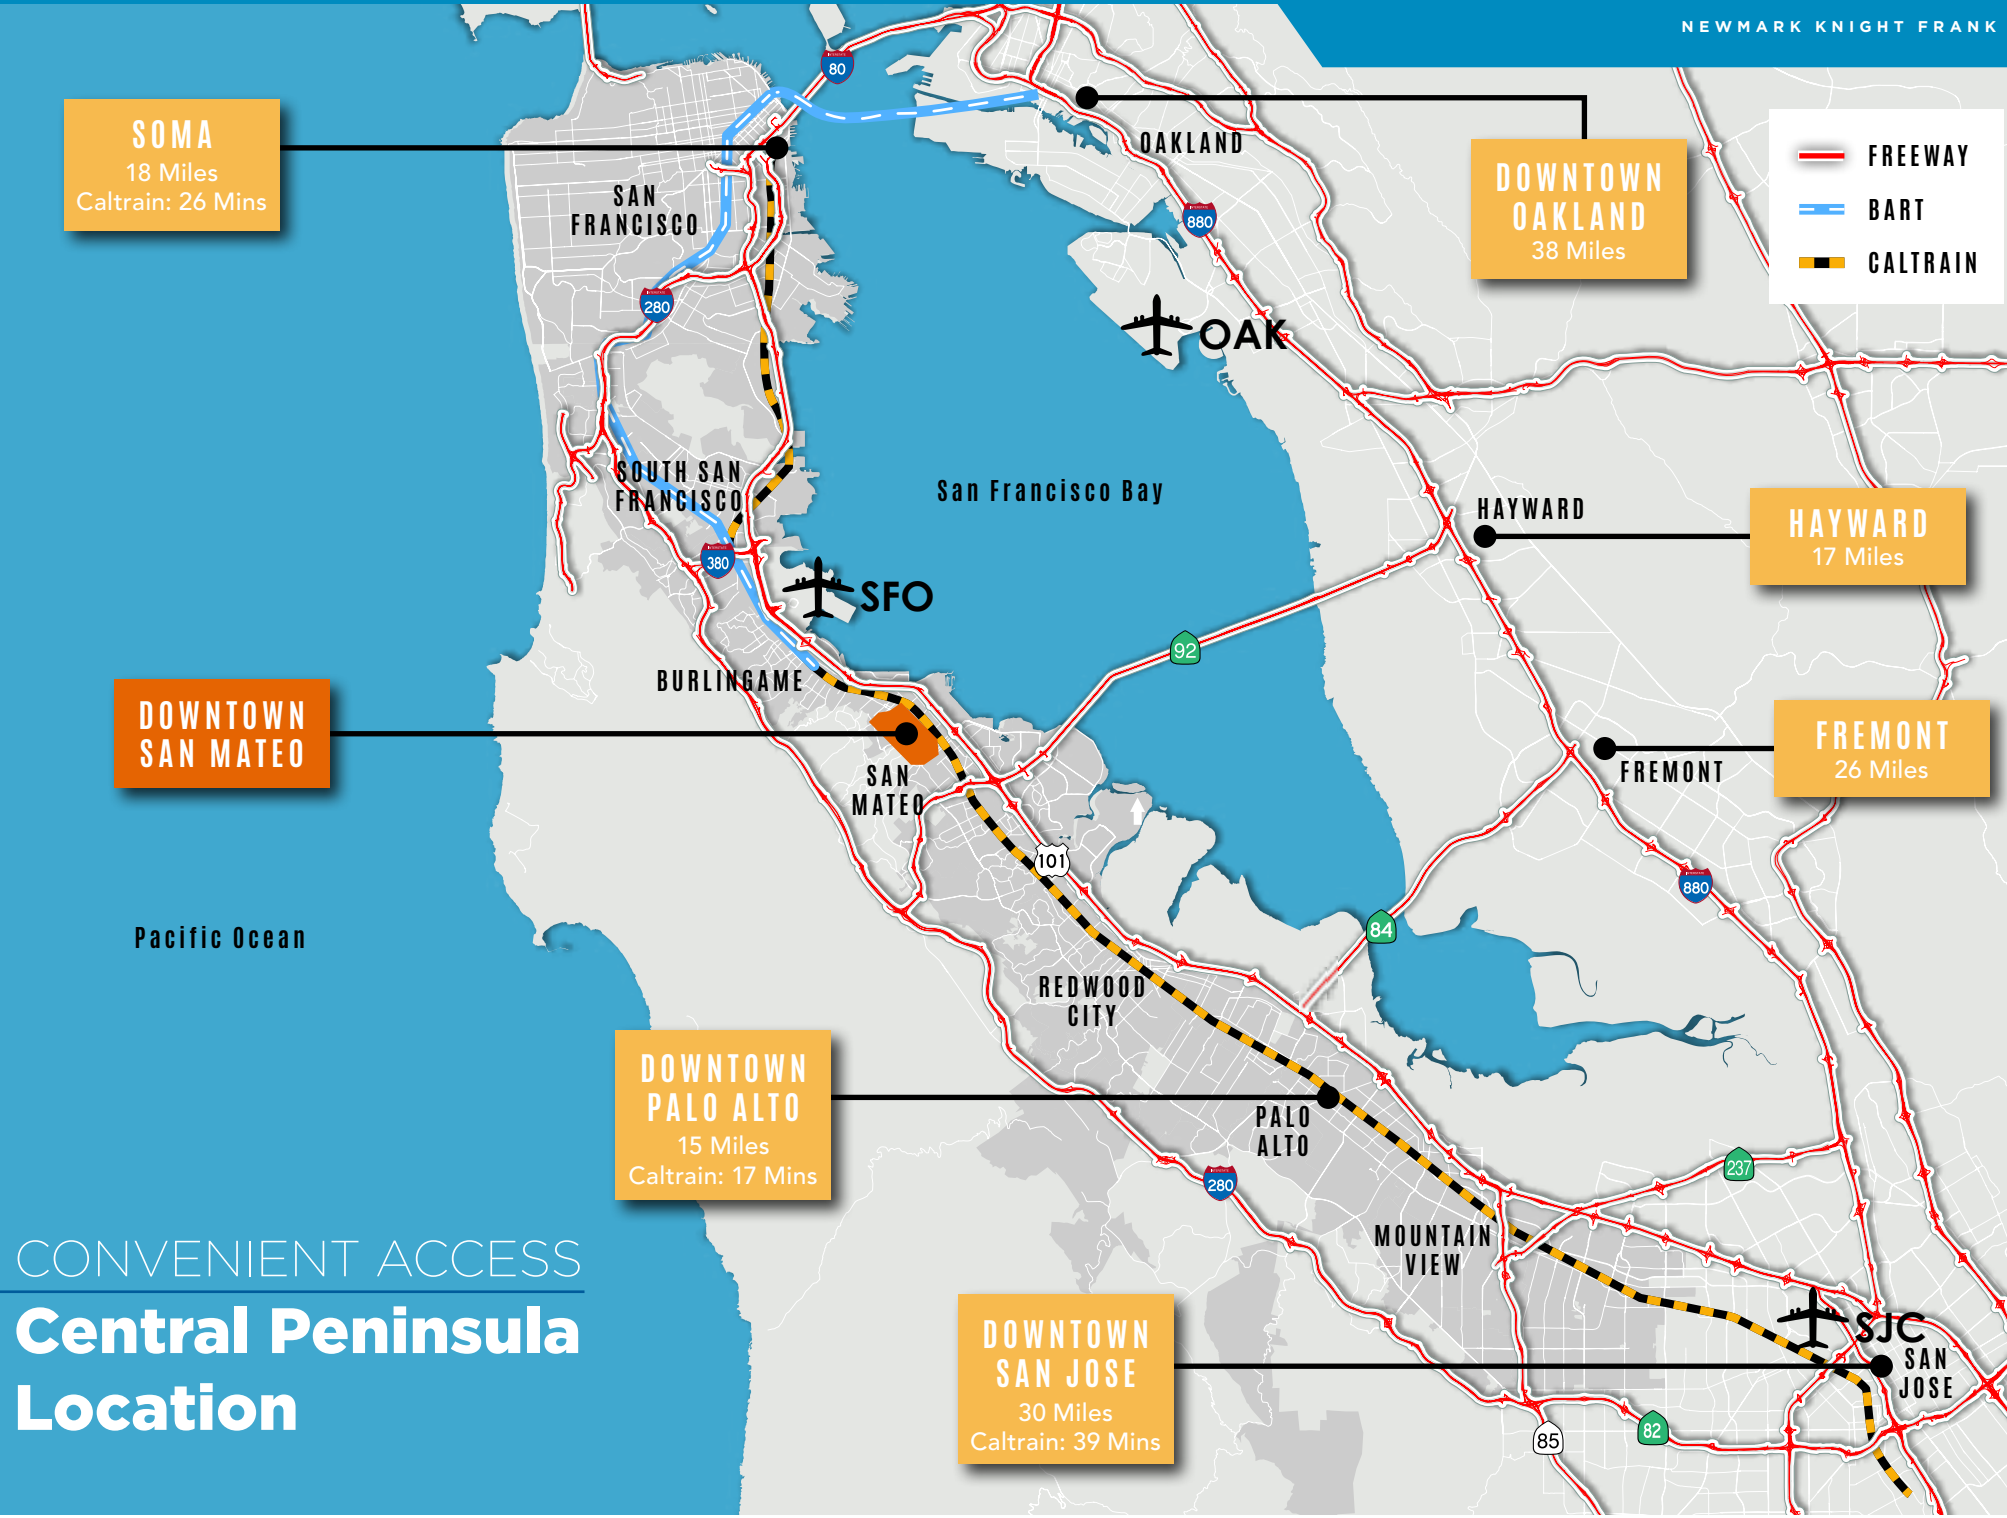 NEWMARK KNIGHT FRANK
80
SOMA
18 Miles
Caltrain: 26 Mins
OAKLAND
DOWNTOWN
OAKLAND
38 Miles
FREEWAY
BART
CALTRAIN
SAN
FRANCISCO
880
280
OAK
SOUTH SAN
FRANCISCO
San Francisco Bay
HAYWARD
HAYWARD
17 Miles
380
SFO
92
BURLINGAME
DOWNTOWN
SAN MATEO
SAN
MATEO
FREMONT
FREMONT
26 Miles
101
880
84
Pacific Ocean
REDWOOD
CITY
DOWNTOWN
PALO ALTO
15 Miles
Caltrain: 17 Mins
PALO
ALTO
280
237
MOUNTAIN
VIEW
CONVENIENT ACCESS
Central Peninsula
Location
DOWNTOWN
SAN JOSE
30 Miles
Caltrain: 39 Mins
SJC
SAN
JOSE
85
82